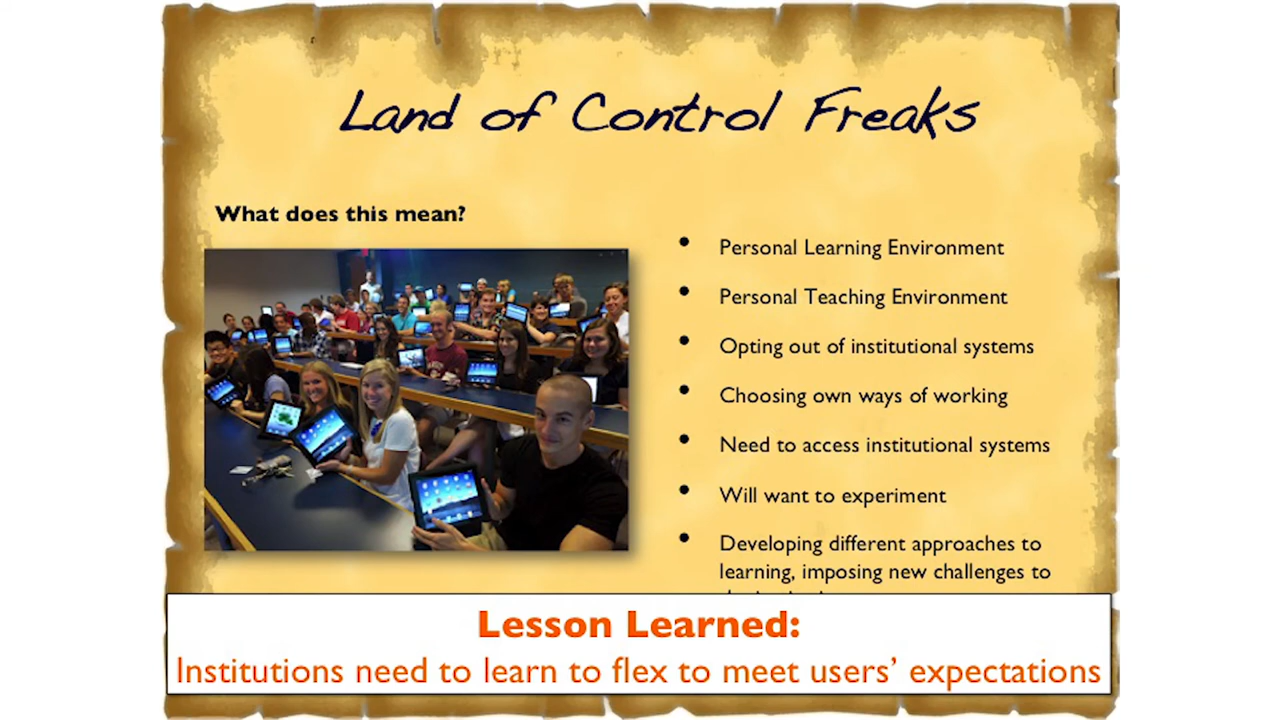 Land of Control Freaks
What does this mean?
• Personal Learning Environment
• Personal Teaching Environment
• Opting out of institutional systems
• Choosing own ways of working
• Need to access institutional systems
• Will want to experiment
• Developing different approaches to
learning, imposing new challenges to
Lesson Learned:
Institutions need to learn to flex to meet users’ expectations